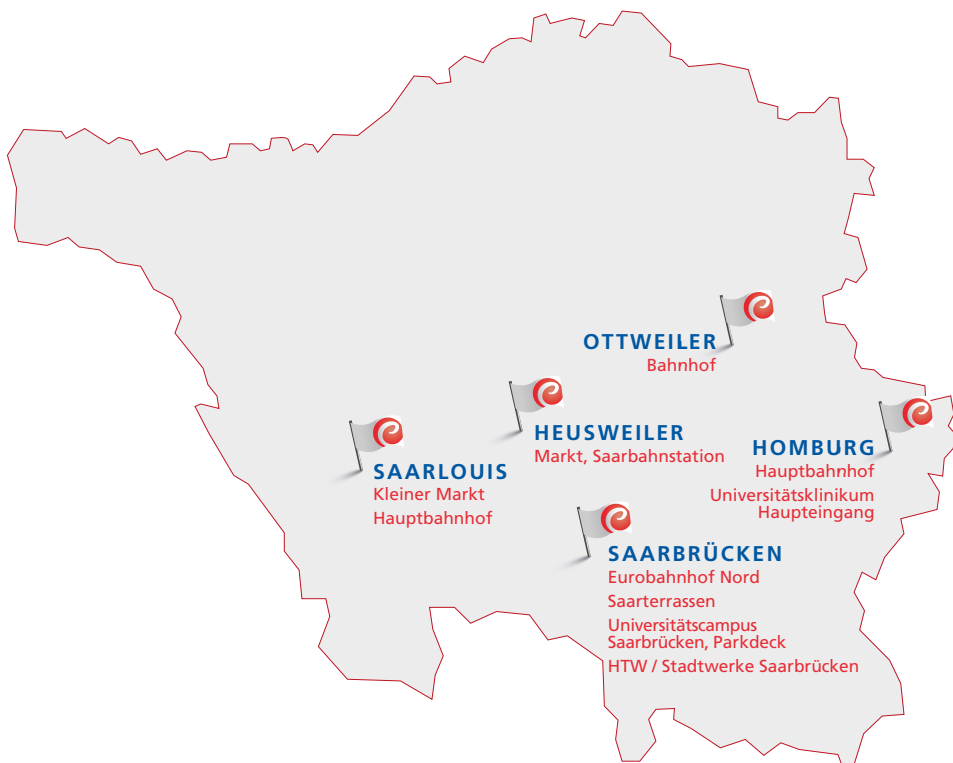 OTTWEILER
Bahnhof
HEUSWEILER
Markt, Saarbahnstation
SAARLOUIS
Kleiner Markt
Hauptbahnhof
HOMBURG
Hauptbahnhof
Universitätsklinikum
Haupteingang
SAARBRÜCKEN
Eurobahnhof Nord
Saarterrassen
Universitätscampus
Saarbrücken, Parkdeck
HTW / Stadtwerke Saarbrücken